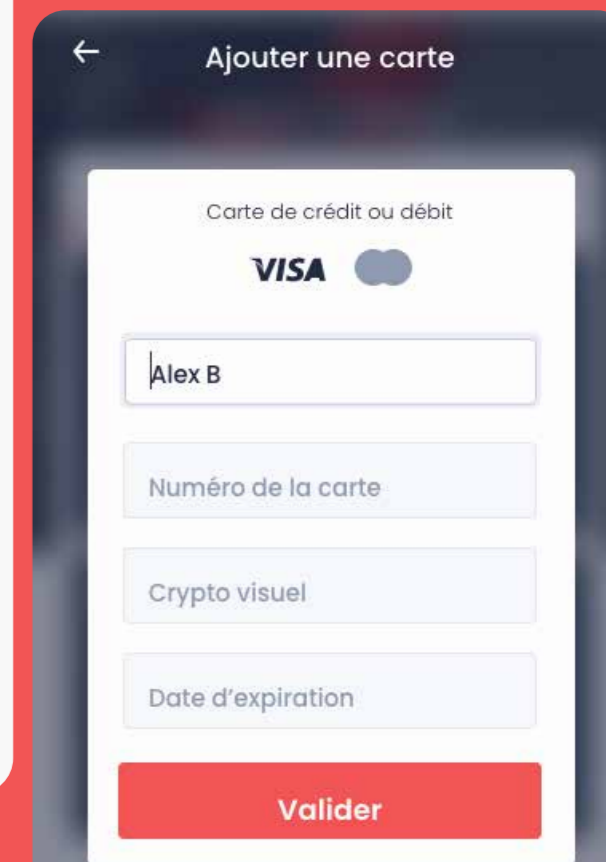 Ajouter une carte
Carte de crédit ou débit
VISA
Alex B
Numéro de la carte
Crypto visuel
Date d’expiration
Valider